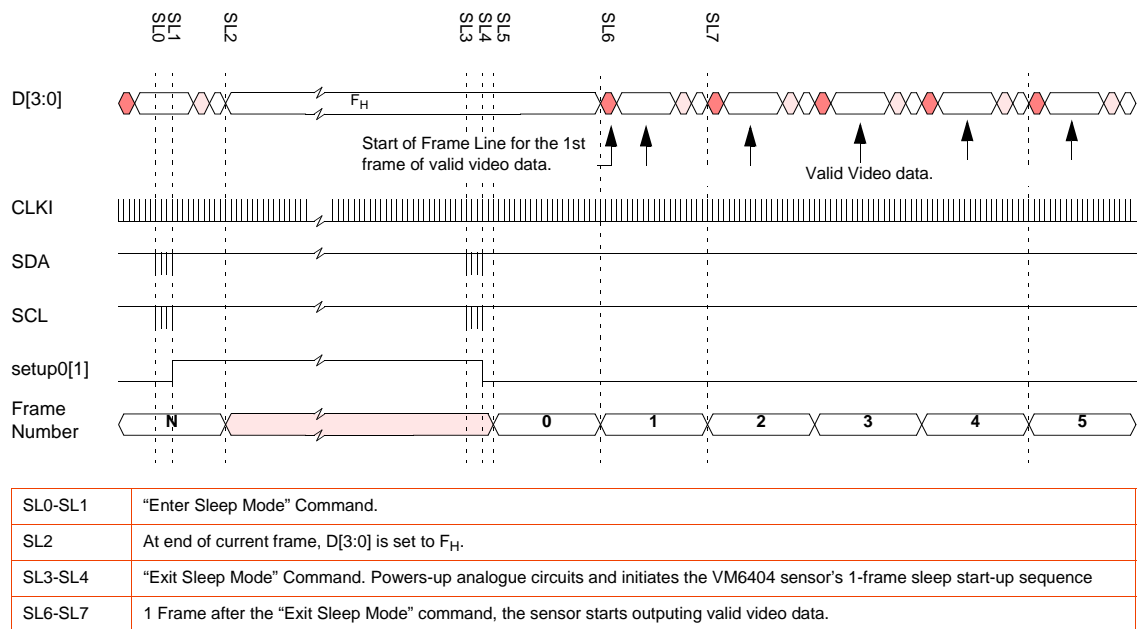 SL0
SL1
SL2
SL3
SL4
SL5
SL6
SL7
D[3:0]
FH
Start of Frame Line for the 1st
frame of valid video data.
Valid Video data.
CLKI
SDA
SCL
setup0[1]
Frame
Number
N
0
1
2
3
4
5
SL0-SL1 “Enter Sleep Mode” Command.
SL2 At end of current frame, D[3:0] is set to FH.
SL3-SL4 “Exit Sleep Mode” Command. Powers-up analogue circuits and initiates the VM6404 sensor’s 1-frame sleep start-up sequence
SL6-SL7 1 Frame after the “Exit Sleep Mode” command, the sensor starts outputing valid video data.